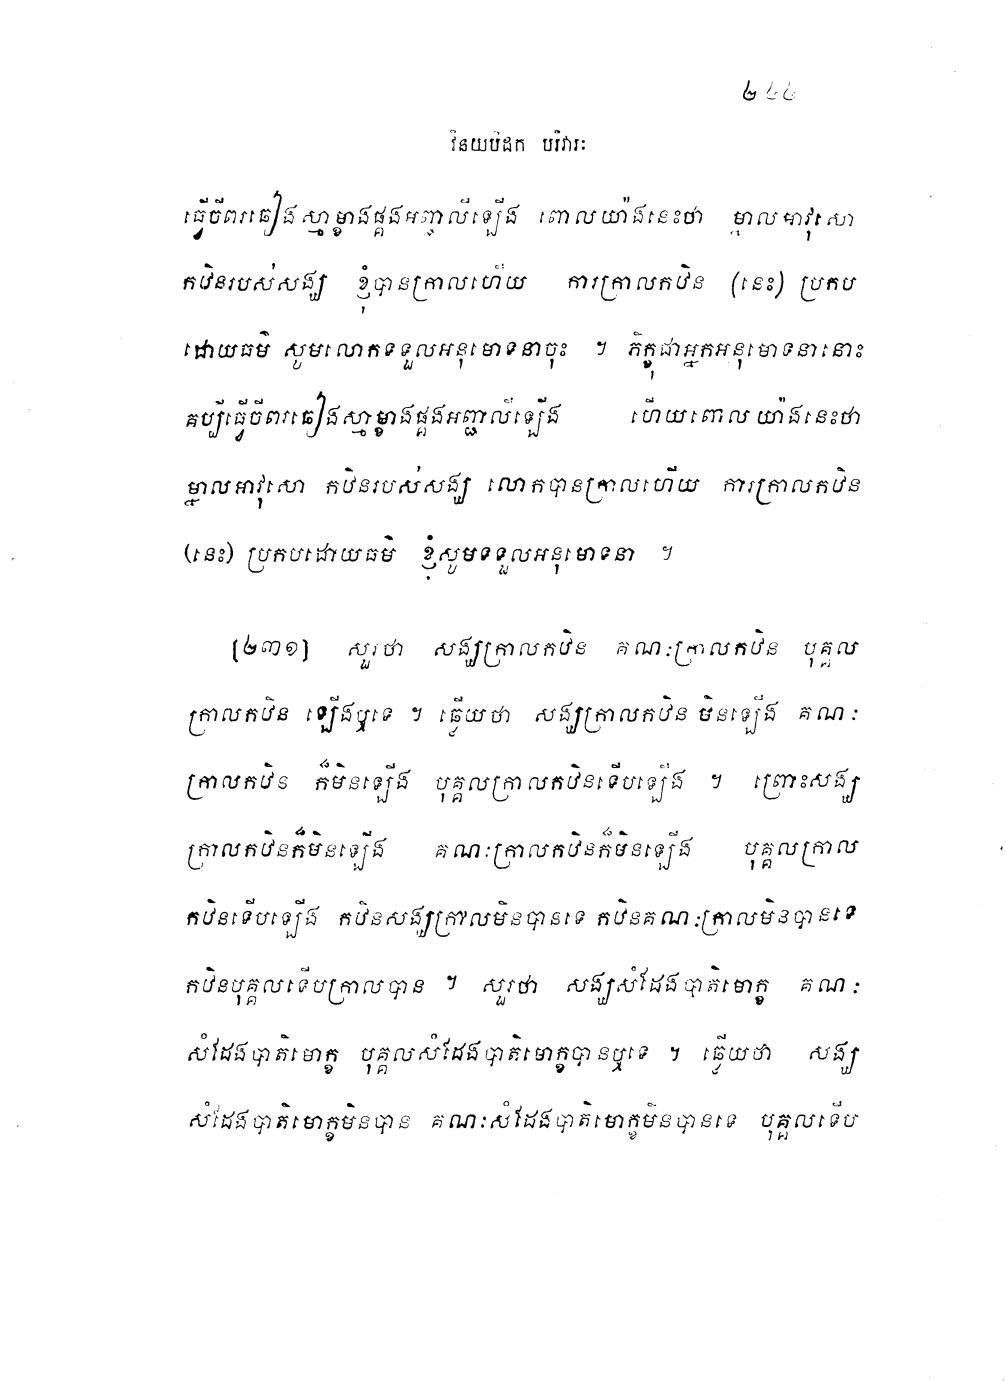 ២៤៤
វិនយបិដក បរិវារៈ
ធ្វើចីពរឆៀងស្មាម្ខាងផ្គងអញ្ជលីឡើង ពោលយ៉ាងនេះថា ម្នាលអាវុសោ
កឋិនរបស់សង្ឃ ខ្ញុំបានក្រាលហើយ ការក្រាលកឋិន (នេះ) ប្រកប
ដោយធម៌ សូមលោកទទួលអនុមោទនាចុះ ។ ភិក្ខុជាអ្នកអនុមោទនានោះ
គប្បីធ្វើចីពរឆៀងស្មាម្ខាងផ្គងអញ្ជលីឡើង ហើយពោលយ៉ាងនេះថា
ម្នាលអាវុសោ កឋិនរបស់សង្ឃ លោកបានក្រាលហើយ ការក្រាលកឋិន
(នេះ) ប្រកបដោយធម៌ ខ្ញុំសូមទទួលអនុមោទនា ។
[២៣១] សួរថា សង្ឃក្រាលកឋិន គណៈក្រាលកឋិន បុគ្គល
ក្រាលកឋិន ឡើងឬទេ ។ ឆ្លើយថា សង្ឃក្រាលកឋិន មិនឡើង គណៈ
ក្រាលកឋិន ក៏មិនឡើង បុគ្គលក្រាលកឋិនទើបឡើង ។ ព្រោះសង្ឃ
ក្រាលកឋិនក៏មិនឡើង គណៈក្រាលកឋិនក៏មិនឡើង បុគ្គលក្រាល
កឋិនទើបឡើង កឋិនសង្ឃក្រាលមិនបានទេ កឋិនគណៈក្រាលមិនបានទេ
កឋិនបុគ្គលទើបក្រាលបាន ។ សួរថា សង្ឃសំដែងបាតិមោក្ខ គណៈ
សំដែងបាតិមោក្ខ បុគ្គលសំដែងបាតិមោក្ខបានឬទេ ។ ឆ្លើយថា សង្ឃ
សំដែងបាតិមោក្ខមិនបាន គណៈសំដែងបាតិមោក្ខមិនបានទេ បុគ្គលទើប